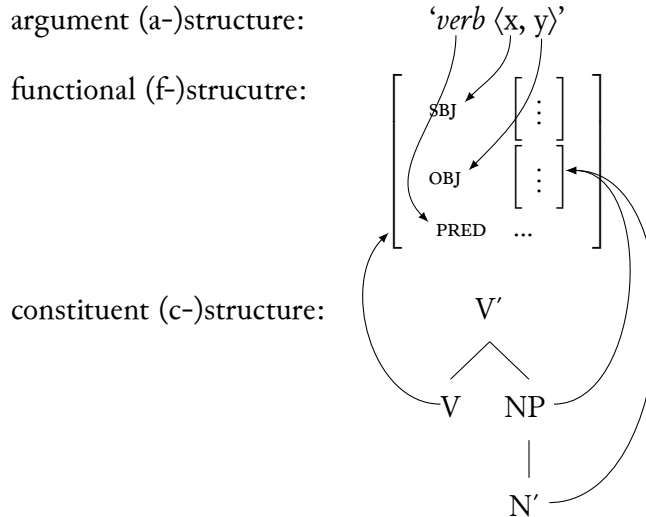 argument (a-)structure: ‘verb ⟨x, y⟩’
functional (f-)strucutre:
SBJ ⋮
OBJ ⋮
PRED ...
constituent (c-)structure: V′
V NP
N′